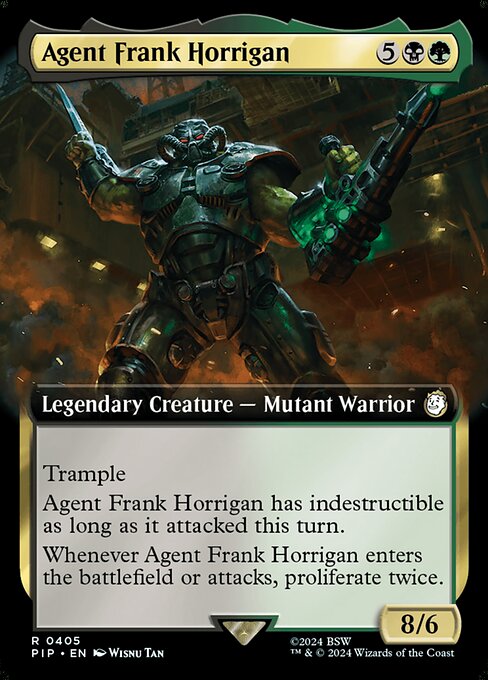 Agent Frank Horrigan 5
Legendary Creature — Mutant Warrior
Trample
Agent Frank Horrigan has indestructible
as long as it attacked this turn.
Whenever Agent Frank Horrigan enters
the battlefield or attacks, proliferate twice.
8/6
R 0405
PIP • EN Wisnu Tan
©2024 BSW
™ & © 2024 Wizards of the Coast